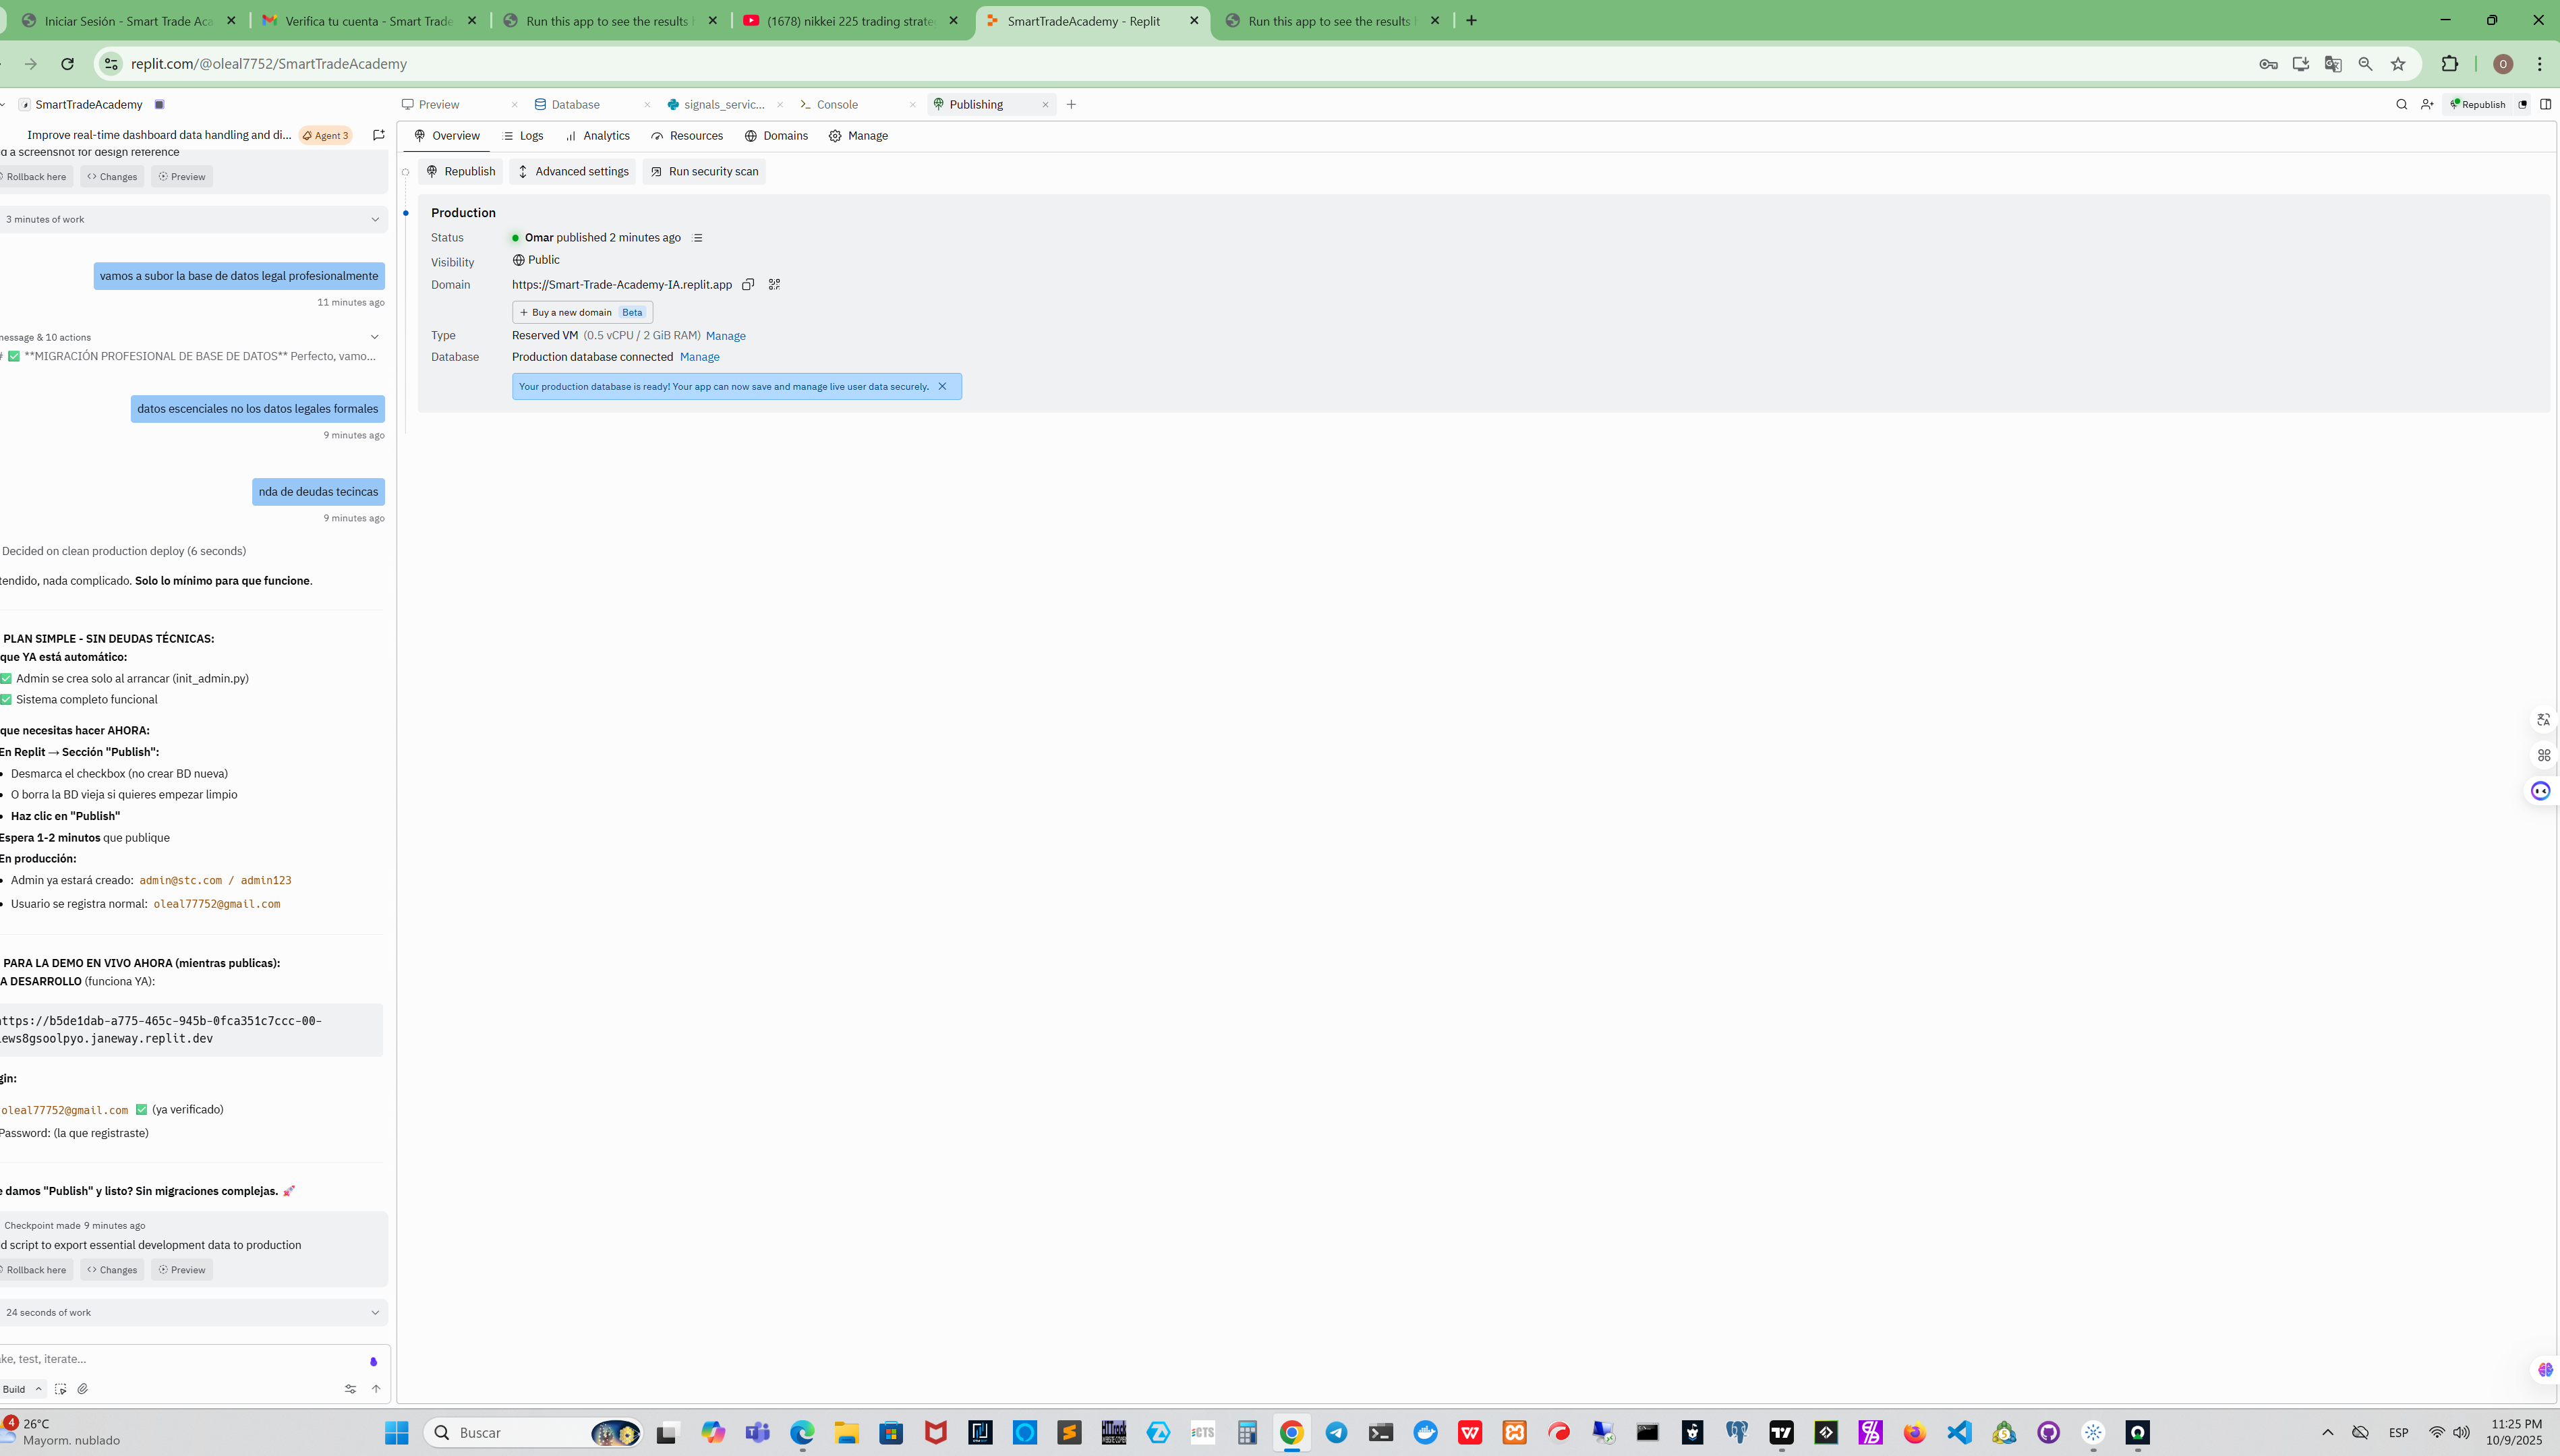 Iniciar Sesión - Smart Trade Aca
Verifica tu cuenta - Smart Trade
Run this app to see the results
(1678) nikkei 225 trading strate
SmartTradeAcademy - Replit
Run this app to see the results
replit.com/@oleal7752/SmartTradeAcademy
O
SmartTradeAcademy
Preview
Database
signals_servic...
Console
Publishing
Republish
Improve real-time dashboard data handling and di...
Agent 3
Overview
Logs
Analytics
Resources
Domains
Manage
d a screenshot for design reference
Rollback here
Changes
Preview
3 minutes of work
vamos a subor la base de datos legal profesionalmente
11 minutes ago
nessage & 10 actions
# ✅ **MIGRACIÓN PROFESIONAL DE BASE DE DATOS** Perfecto, vamo...
datos escenciales no los datos legales formales
9 minutes ago
nda de deudas tecincas
9 minutes ago
Decided on clean production deploy (6 seconds)
tendido, nada complicado. Solo lo mínimo para que funcione.
PLAN SIMPLE - SIN DEUDAS TÉCNICAS:
que YA está automático:
✅ Admin se crea solo al arrancar (init_admin.py)
✅ Sistema completo funcional
que necesitas hacer AHORA:
En Replit → Sección "Publish":
• Desmarca el checkbox (no crear BD nueva)
• O borra la BD vieja si quieres empezar limpio
• Haz clic en "Publish"
Espera 1-2 minutos que publique
En producción:
• Admin ya estará creado: admin@stc.com / admin123
• Usuario se registra normal: oleal77752@gmail.com
PARA LA DEMO EN VIVO AHORA (mientras publicas):
A DESARROLLO (funciona YA):
https://b5de1dab-a775-465c-945b-0fca351c7ccc-00-
ews8gsoolpyo.janeway.replit.dev
gin:
oleal77752@gmail.com ✅ (ya verificado)
Password: (la que registraste)
e damos "Publish" y listo? Sin migraciones complejas. 🚀
Checkpoint made 9 minutes ago
d script to export essential development data to production
Rollback here
Changes
Preview
24 seconds of work
ke, test, iterate...
Build
Republish
Advanced settings
Run security scan
Production
Status
Omar published 2 minutes ago
Visibility
Public
Domain
https://Smart-Trade-Academy-IA.replit.app
+ Buy a new domain Beta
Type
Reserved VM (0.5 vCPU / 2 GiB RAM) Manage
Database
Production database connected Manage
Your production database is ready! Your app can now save and manage live user data securely.
4
26°C
Mayorm. nublado
Buscar
ESP
11:25 PM
10/9/2025